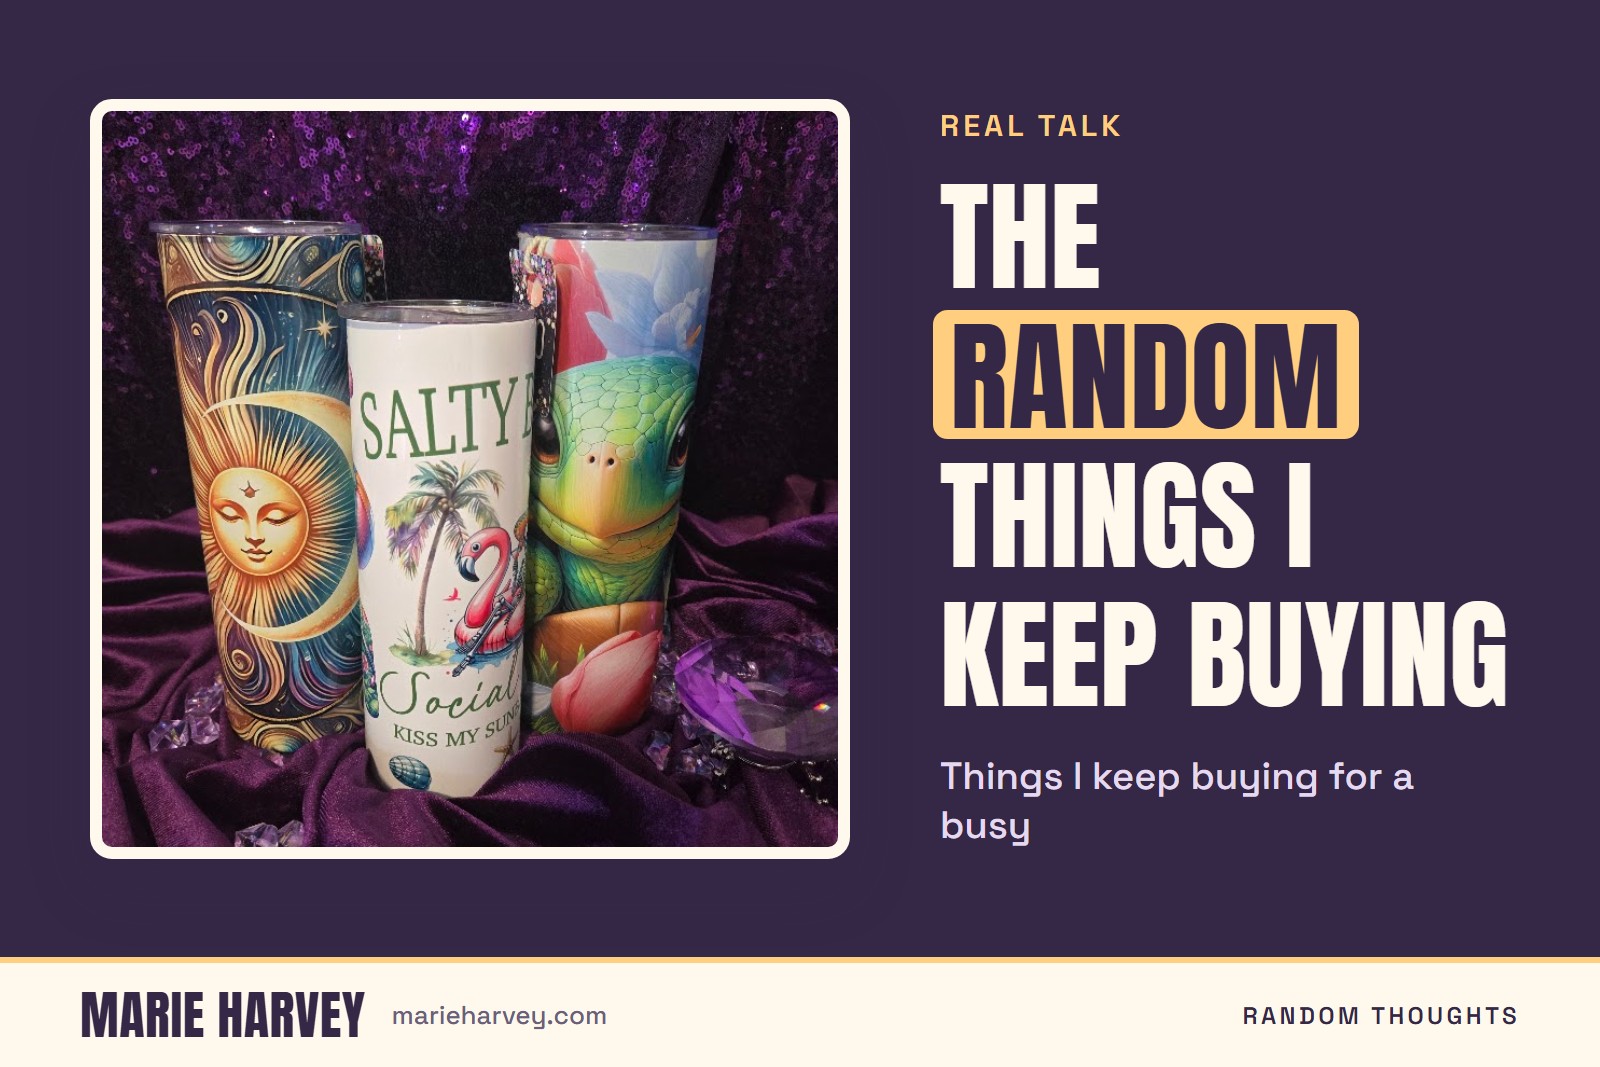 REAL TALK
THE
RANDOM
THINGS I
KEEP BUYING
Things I keep buying for a
busy
SALTY
Social
KISS MY
MARIE HARVEY
marieharvey.com
RANDOM THOUGHTS